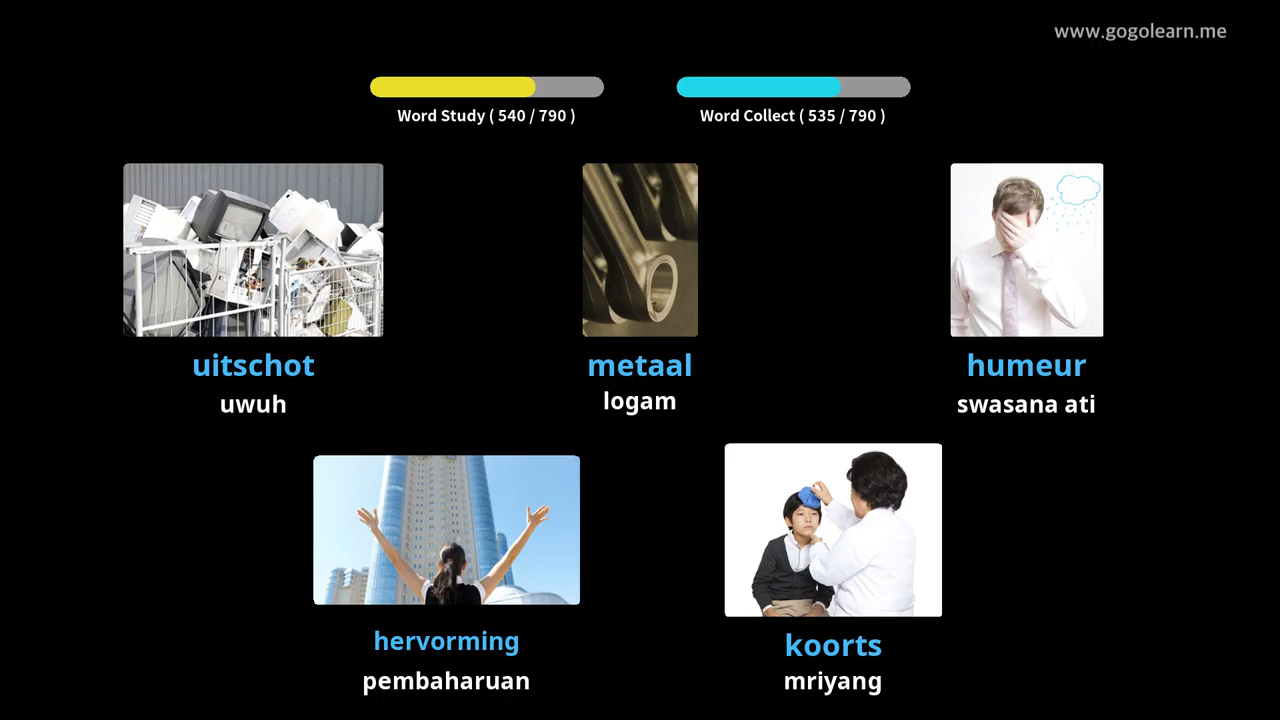 www.gogolearn.me
Word Study ( 540 / 790 )
Word Collect ( 535 / 790 )
uitschot
uwuh
metaal
logam
humeur
swasana ati
hervorming
pembaharuan
koorts
mriyang